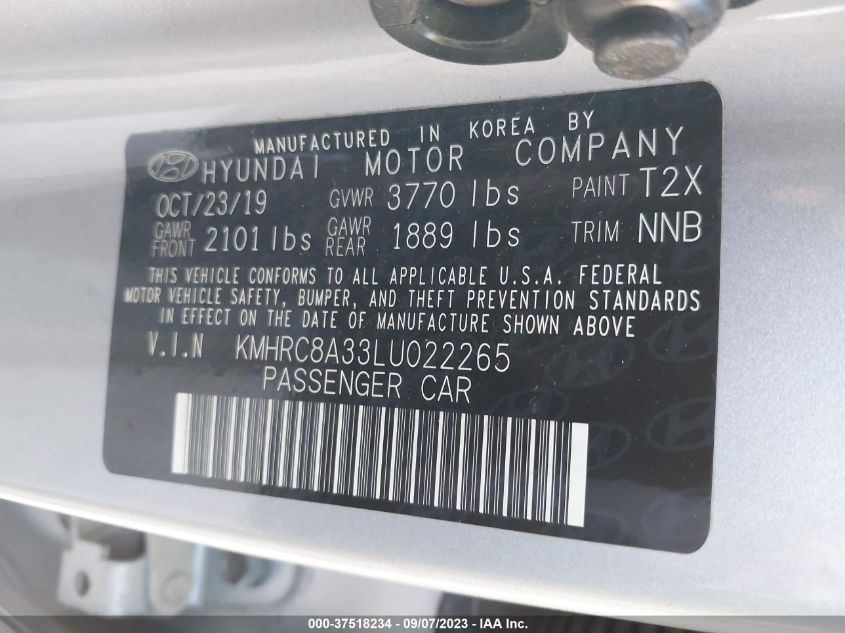 MANUFACTURED IN KOREA BY
HYUNDAI MOTOR COMPANY
OCT/23/19 GVWR 3770 lbs PAINT T2X
GAWR FRONT 2101 lbs GAWR REAR 1889 lbs TRIM NNB
THIS VEHICLE CONFORMS TO ALL APPLICABLE U.S.A. FEDERAL
MOTOR VEHICLE SAFETY, BUMPER, AND THEFT PREVENTION STANDARDS
IN EFFECT ON THE DATE OF MANUFACTURE SHOWN ABOVE
V.I.N KMHRC8A33LU022265
PASSENGER CAR
000-37518234 - 09/07/2023 - IAA Inc.